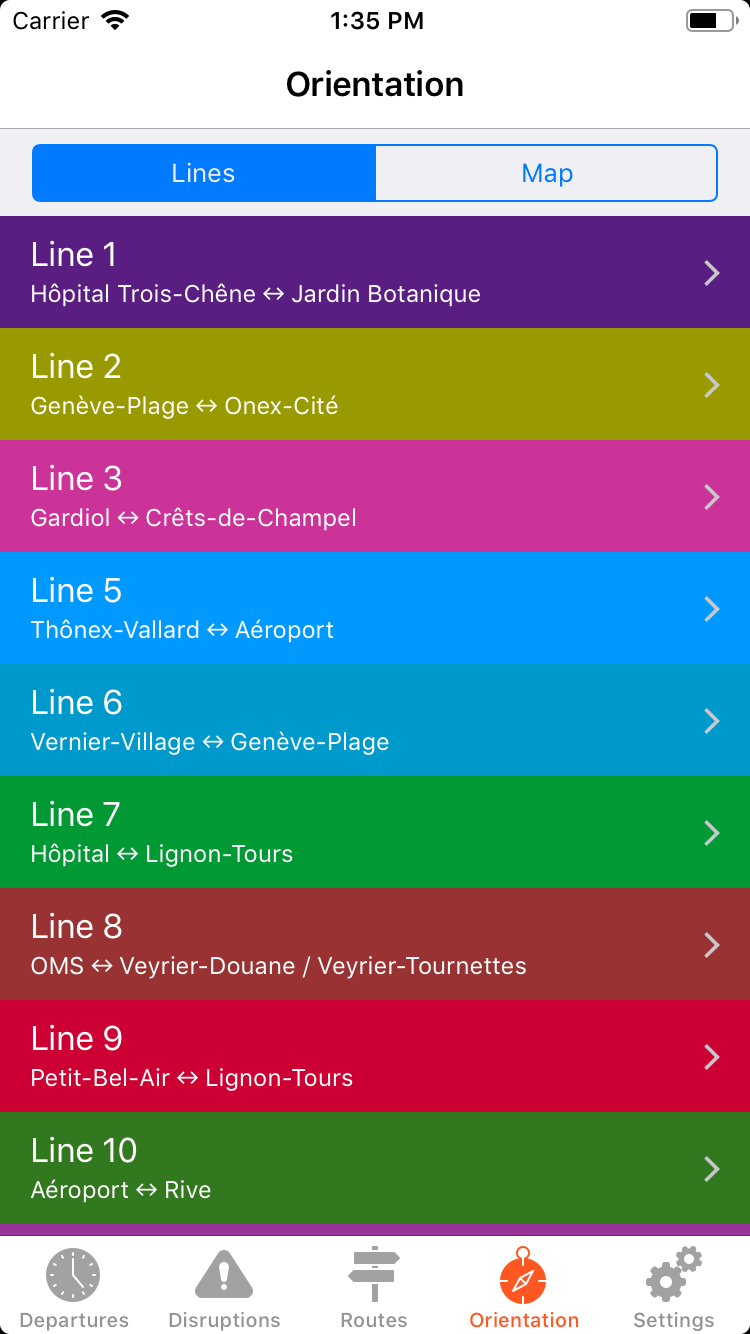 Carrier 1:35 PM
Orientation
Lines Map
Line 1
Hôpital Trois-Chêne ↔ Jardin Botanique
Line 2
Genève-Plage ↔ Onex-Cité
Line 3
Gardiol ↔ Crêts-de-Champel
Line 5
Thônex-Vallard ↔ Aéroport
Line 6
Vernier-Village ↔ Genève-Plage
Line 7
Hôpital ↔ Lignon-Tours
Line 8
OMS ↔ Veyrier-Douane / Veyrier-Tournettes
Line 9
Petit-Bel-Air ↔ Lignon-Tours
Line 10
Aéroport ↔ Rive
Departures Disruptions Routes Orientation Settings